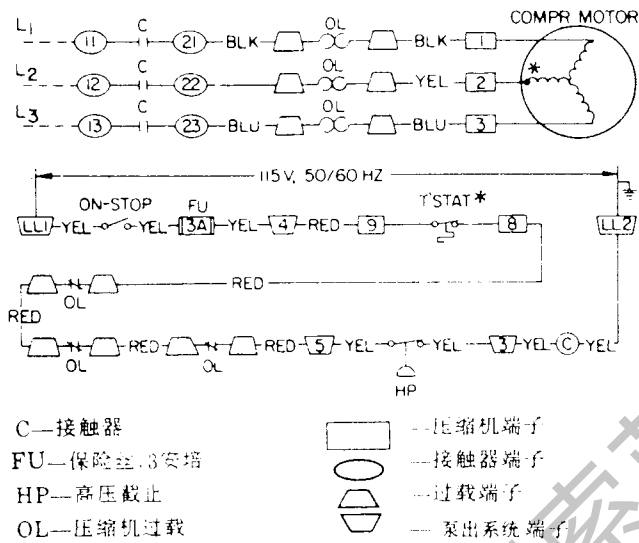 COMPR MOTOR
L1 11 C 21 BLK OL BLK 1
L2 12 C 22 OL YEL 2 *
L3 13 C 23 BLU OL BLU 3
115V, 50/60 HZ
ON-STOP FU T'STAT*
LL1 YEL YEL 3A YEL 4 RED 9 8 LL2
OL RED
RED
OL RED OL RED 5 YEL HP YEL 3 YEL C YEL
C—接触器
FU—保险丝.3安培
HP—高压截止
OL—压缩机过载
—压缩机端子
—接触器端子
—过载端子
—泵出系统端子